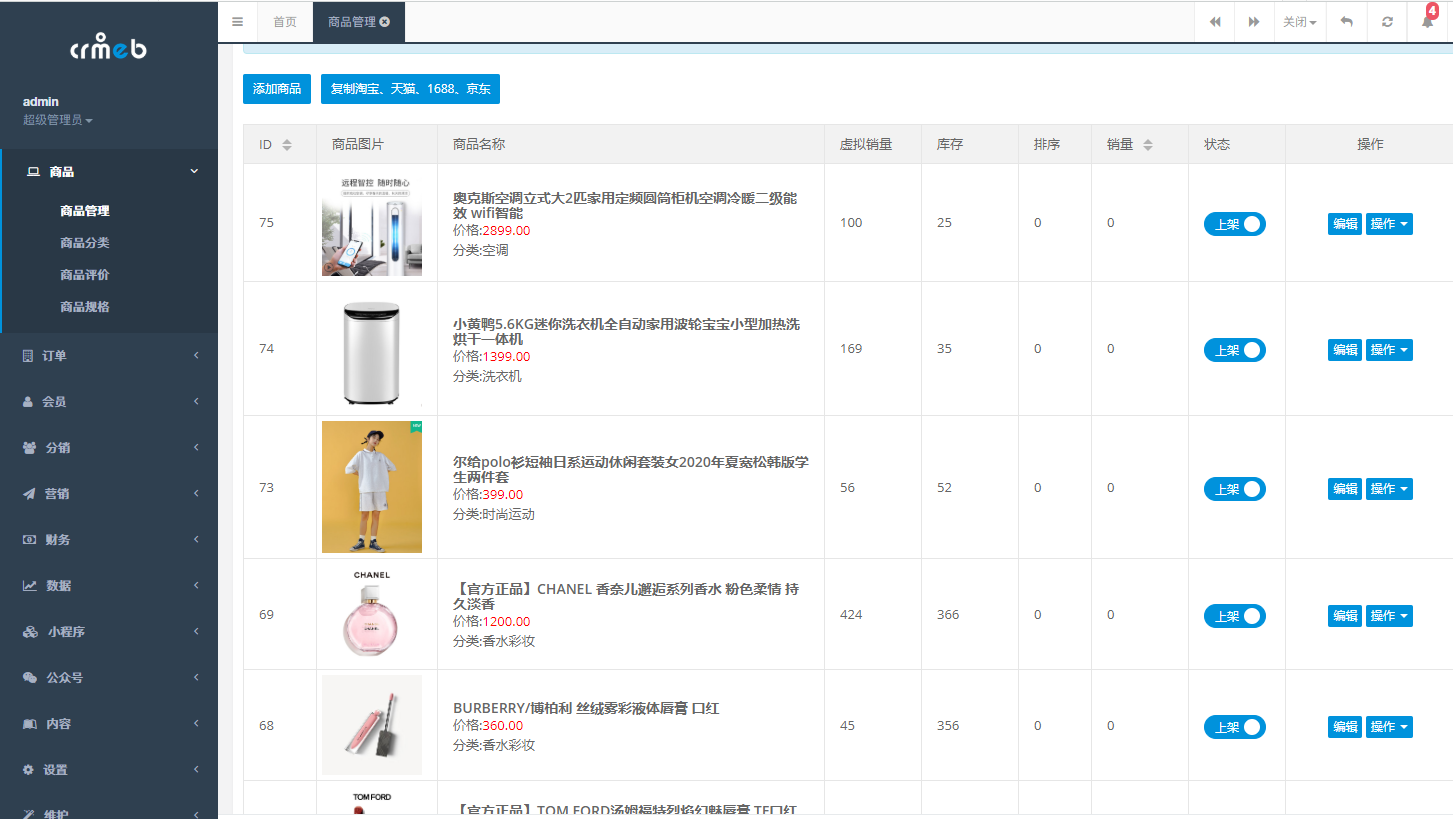 crmeb
admin
超级管理员
商品
商品管理
商品分类
商品评价
商品规格
订单
会员
分销
营销
财务
数据
小程序
公众号
内容
设置
维护
首页
商品管理
关闭
4
添加商品
复制淘宝、天猫、1688、京东
ID 商品图片 商品名称 虚拟销量 库存 排序 销量 状态 操作
远程智控 随时随心
75
奥克斯空调立式大2匹家用定频圆筒柜机空调冷暖二级能
效 wifi智能
价格:2899.00
分类:空调
100 25 0 0 上架 编辑 操作
74
小黄鸭5.6KG迷你洗衣机全自动家用波轮宝宝小型加热洗
烘干一体机
价格:1399.00
分类:洗衣机
169 35 0 0 上架 编辑 操作
73
尔给polo衫短袖日系运动休闲套装女2020年夏宽松韩版学
生两件套
价格:399.00
分类:时尚运动
56 52 0 0 上架 编辑 操作
CHANEL
69
【官方正品】CHANEL 香奈儿邂逅系列香水 粉色柔情 持
久淡香
价格:1200.00
分类:香水彩妆
424 366 0 0 上架 编辑 操作
68
BURBERRY/博柏利 丝绒雾彩液体唇膏 口红
价格:360.00
分类:香水彩妆
45 356 0 0 上架 编辑 操作
TOM FORD
【官方正品】TOM FORD汤姆福特烈焰幻魅唇膏 TF口红